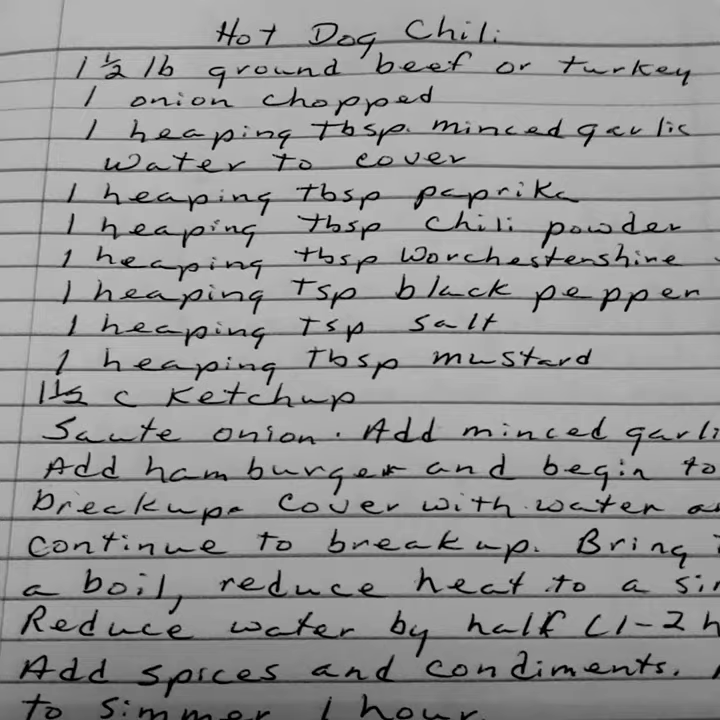 Hot Dog Chili
1 ½ lb ground beef or turkey
1 onion chopped
1 heaping tbsp. minced garlic
water to cover
1 heaping tbsp paprika
1 heaping tbsp chili powder
1 heaping tbsp Worchestenshire
1 heaping tsp black pepper
1 heaping tsp salt
1 heaping tbsp mustard
1½ c Ketchup
Saute onion. Add minced garli
Add hamburger and begin to
breakup. Cover with water a
continue to breakup. Bring
a boil, reduce heat to a si
Reduce water by half (1-2 h
Add spices and condiments.
to simmer 1 hour.